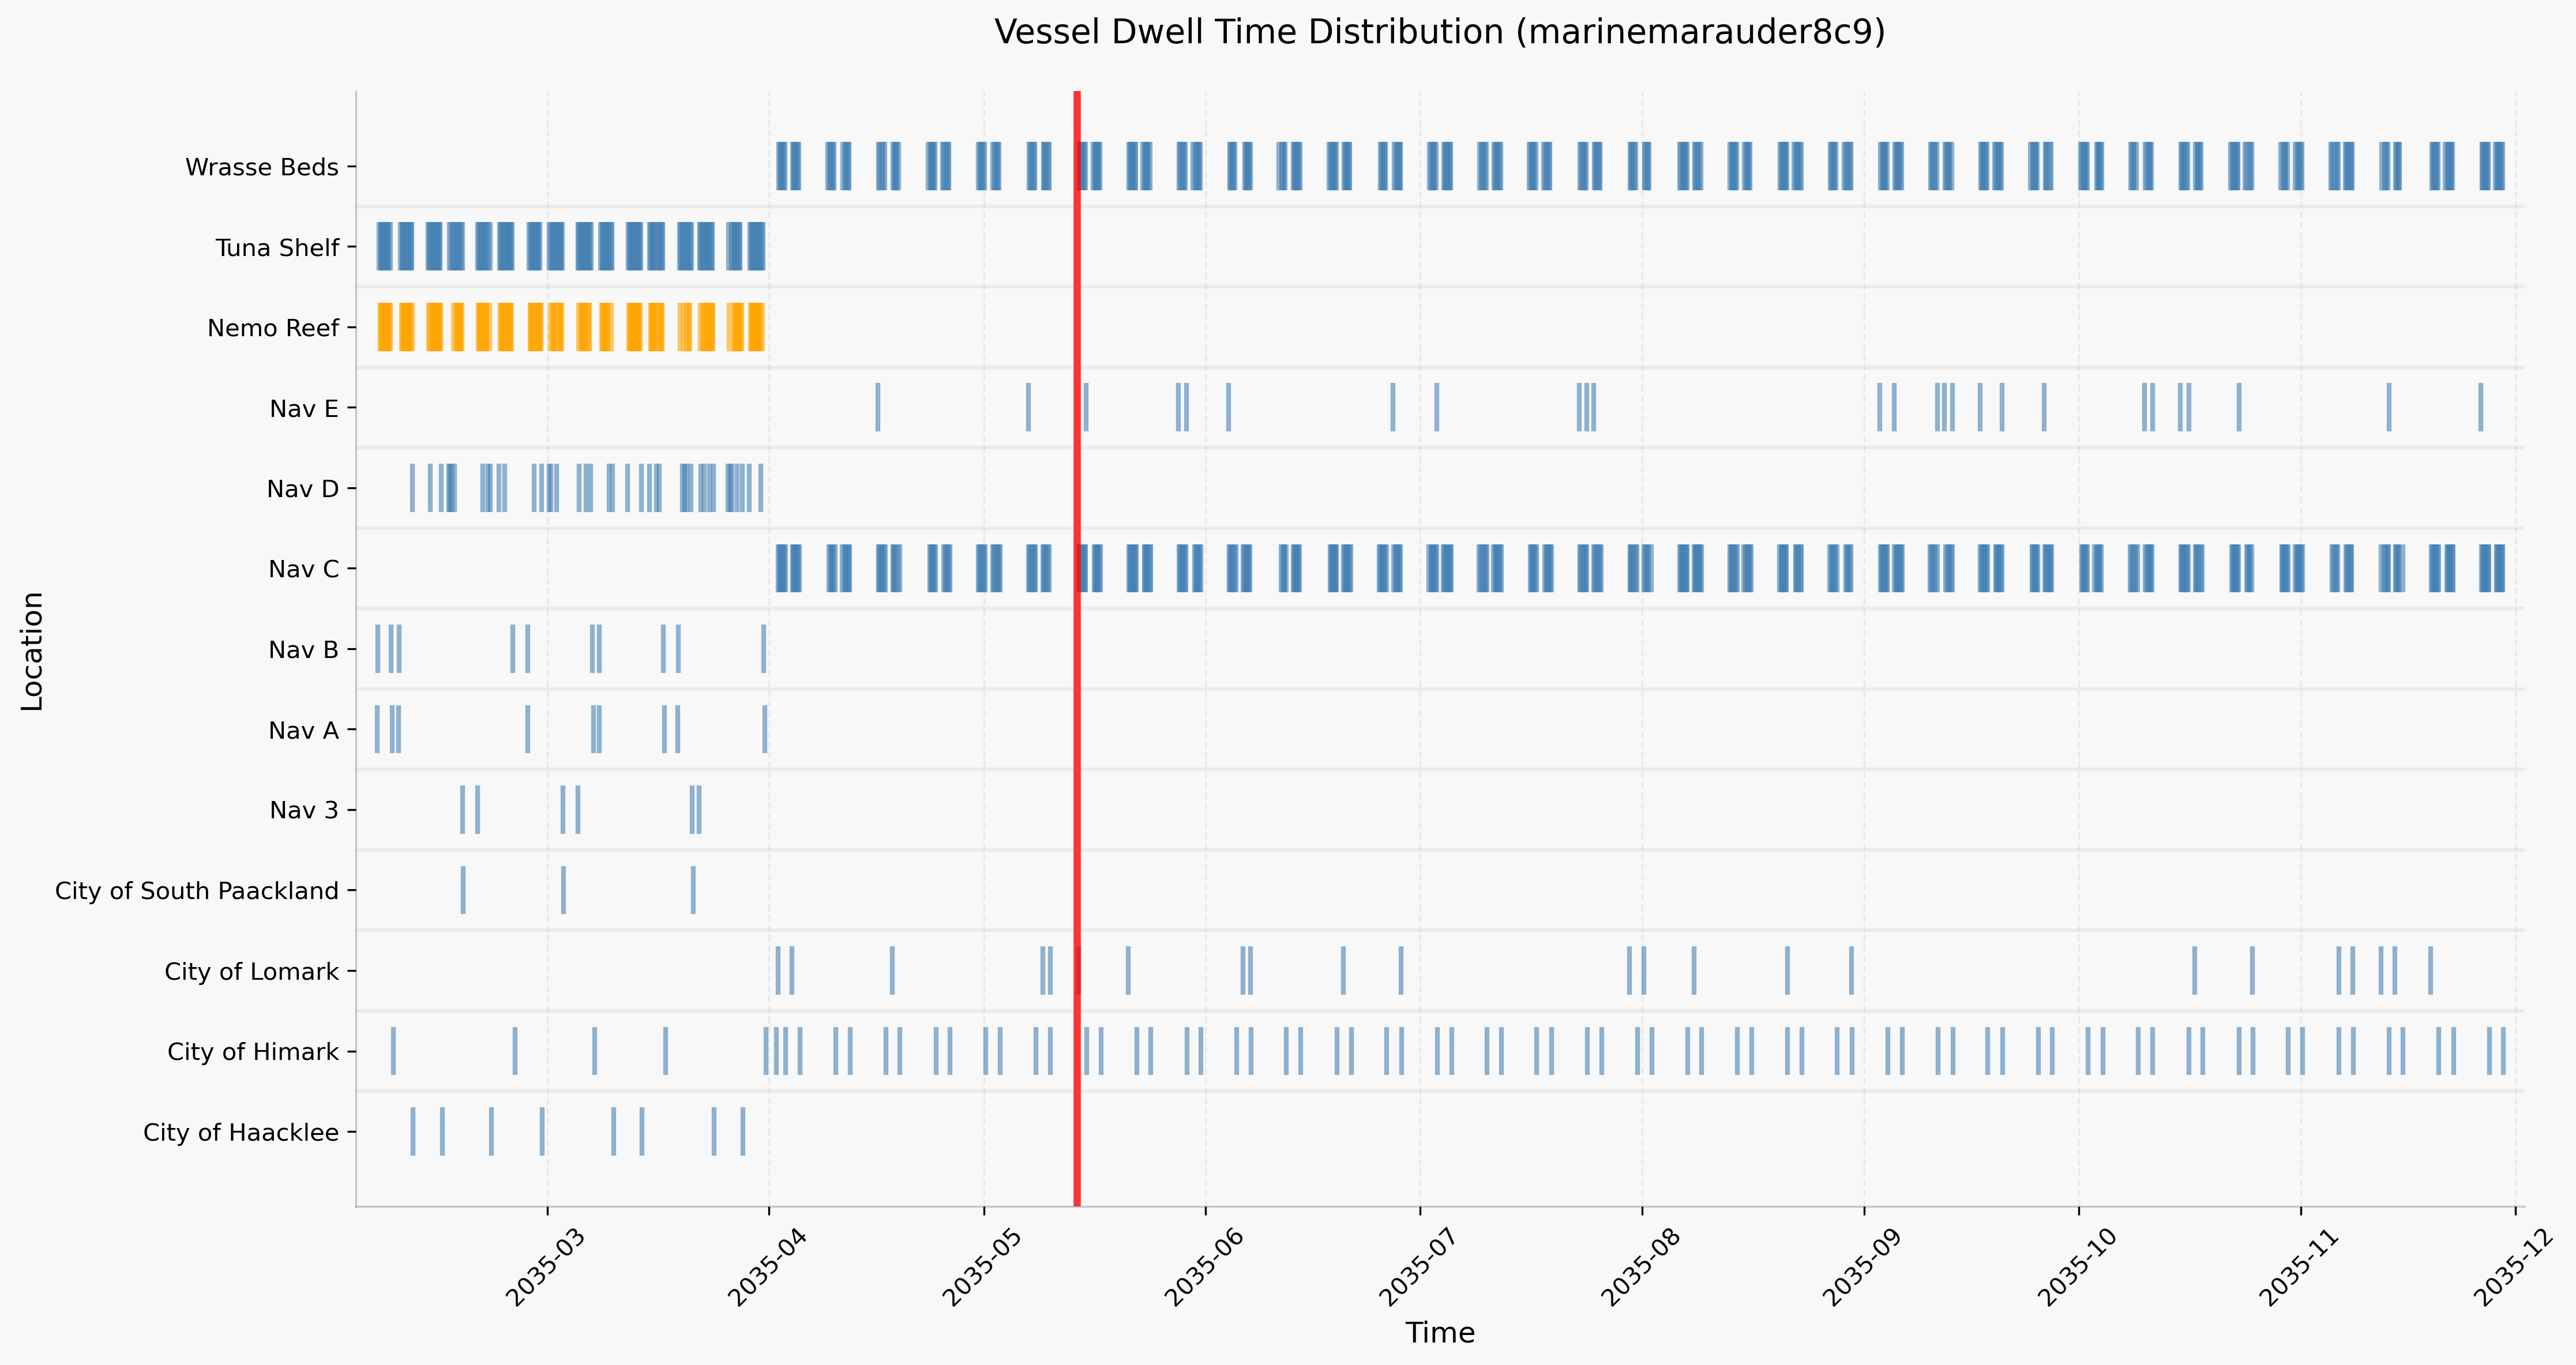 Vessel Dwell Time Distribution (marinemarauder8c9)
Location
Wrasse Beds
Tuna Shelf
Nemo Reef
Nav E
Nav D
Nav C
Nav B
Nav A
Nav 3
City of South Paackland
City of Lomark
City of Himark
City of Haacklee
2035-03
2035-04
2035-05
2035-06
2035-07
2035-08
2035-09
2035-10
2035-11
2035-12
Time